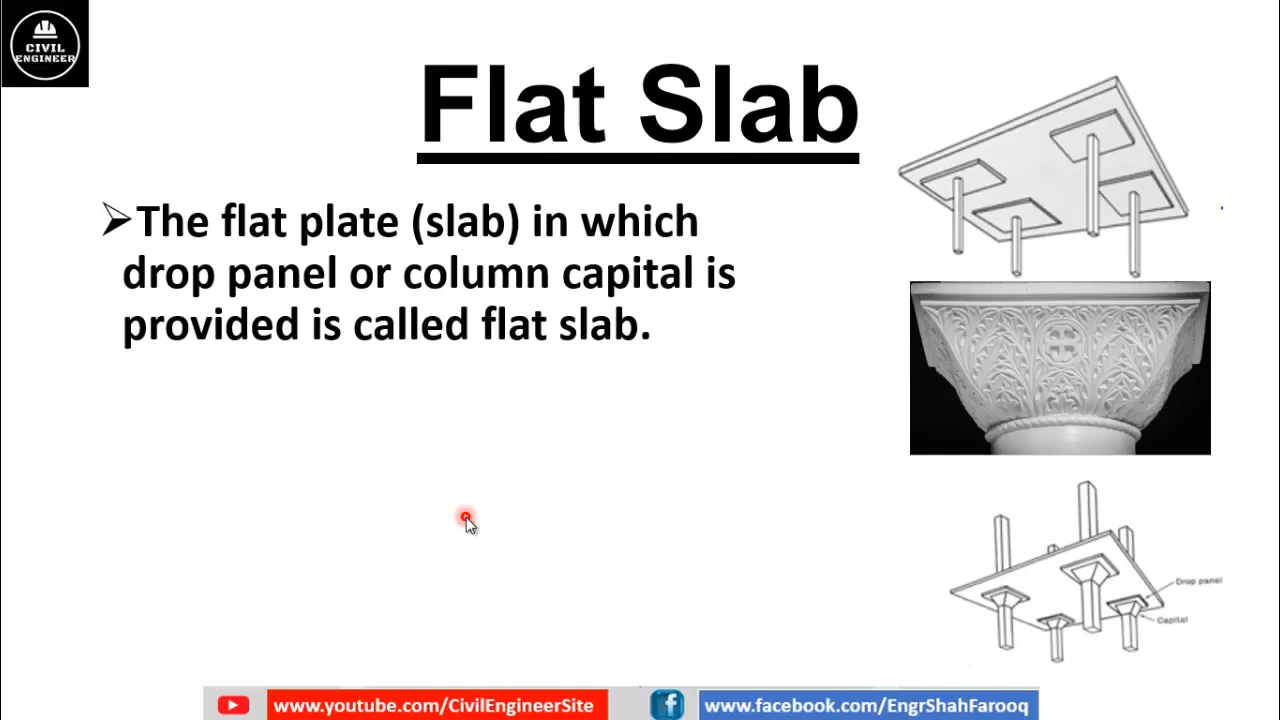 CIVIL
ENGINEER
Flat Slab
➢The flat plate (slab) in which
drop panel or column capital is
provided is called flat slab.
Drop panel
Capital
www.youtube.com/CivilEngineerSite
www.facebook.com/EngrShahFarooq